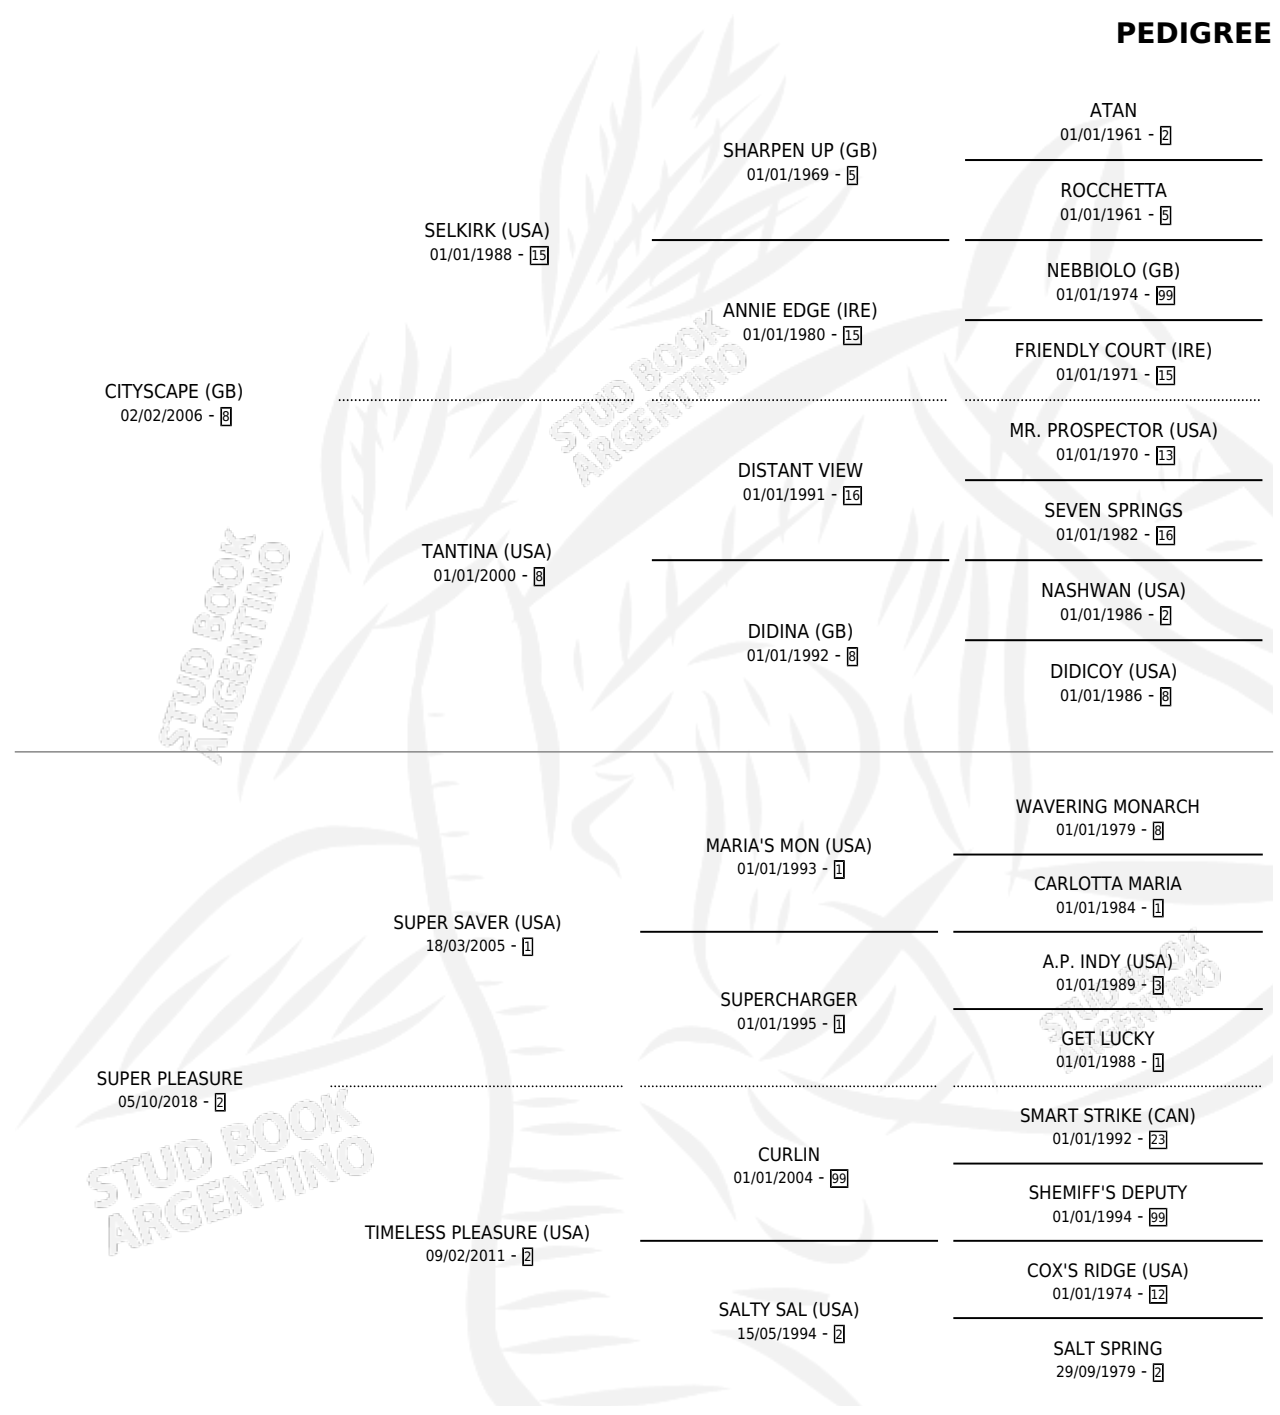 PEDIGREE
ATAN
01/01/1961 - 2
SHARPEN UP (GB)
01/01/1969 - 5
ROCCHETTA
01/01/1961 - 5
SELKIRK (USA)
01/01/1988 - 15
NEBBIOLO (GB)
01/01/1974 - 99
ANNIE EDGE (IRE)
01/01/1980 - 15
FRIENDLY COURT (IRE)
01/01/1971 - 15
CITYSCAPE (GB)
02/02/2006 - 8
STUD BOOK
ARGENTINO
MR. PROSPECTOR (USA)
01/01/1970 - 13
DISTANT VIEW
01/01/1991 - 16
SEVEN SPRINGS
01/01/1982 - 16
TANTINA (USA)
01/01/2000 - 8
NASHWAN (USA)
01/01/1986 - 2
DIDINA (GB)
01/01/1992 - 8
DIDICOY (USA)
01/01/1986 - 8
STUD BOOK
ARGENTINO
WAVERING MONARCH
01/01/1979 - 8
MARIA'S MON (USA)
01/01/1993 - 1
CARLOTTA MARIA
01/01/1984 - 1
SUPER SAVER (USA)
18/03/2005 - 1
A.P. INDY (USA)
01/01/1989 - 3
SUPERCHARGER
01/01/1995 - 1
STUD BOOK
ARGENTINO
GET LUCKY
01/01/1988 - 1
SUPER PLEASURE
05/10/2018 - 2
STUD BOOK
ARGENTINO
SMART STRIKE (CAN)
01/01/1992 - 23
CURLIN
01/01/2004 - 99
SHEMIFF'S DEPUTY
01/01/1994 - 99
TIMELESS PLEASURE (USA)
09/02/2011 - 2
COX'S RIDGE (USA)
01/01/1974 - 12
SALTY SAL (USA)
15/05/1994 - 2
SALT SPRING
29/09/1979 - 2